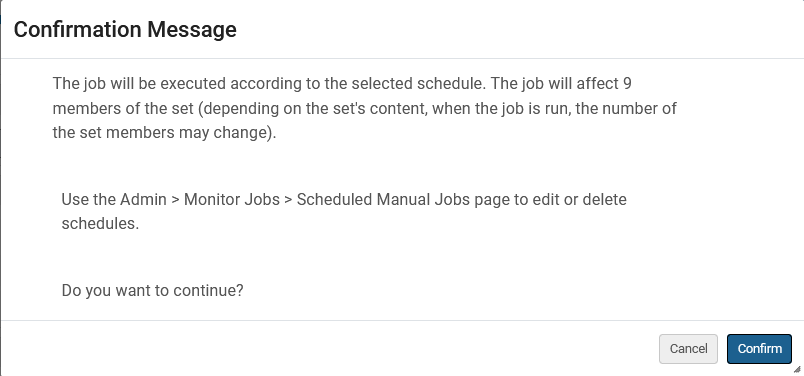 Confirmation Message
The job will be executed according to the selected schedule. The job will affect 9
members of the set (depending on the set's content, when the job is run, the number of
the set members may change).
Use the Admin > Monitor Jobs > Scheduled Manual Jobs page to edit or delete
schedules.
Do you want to continue?
Cancel Confirm